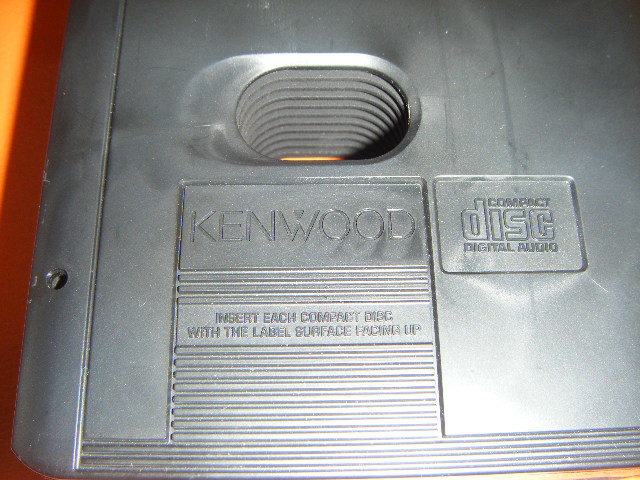 KENWOOD
COMPACT
disc
DIGITAL AUDIO
INSERT EACH COMPACT DISC
WITH THE LABEL SURFACE FACING UP